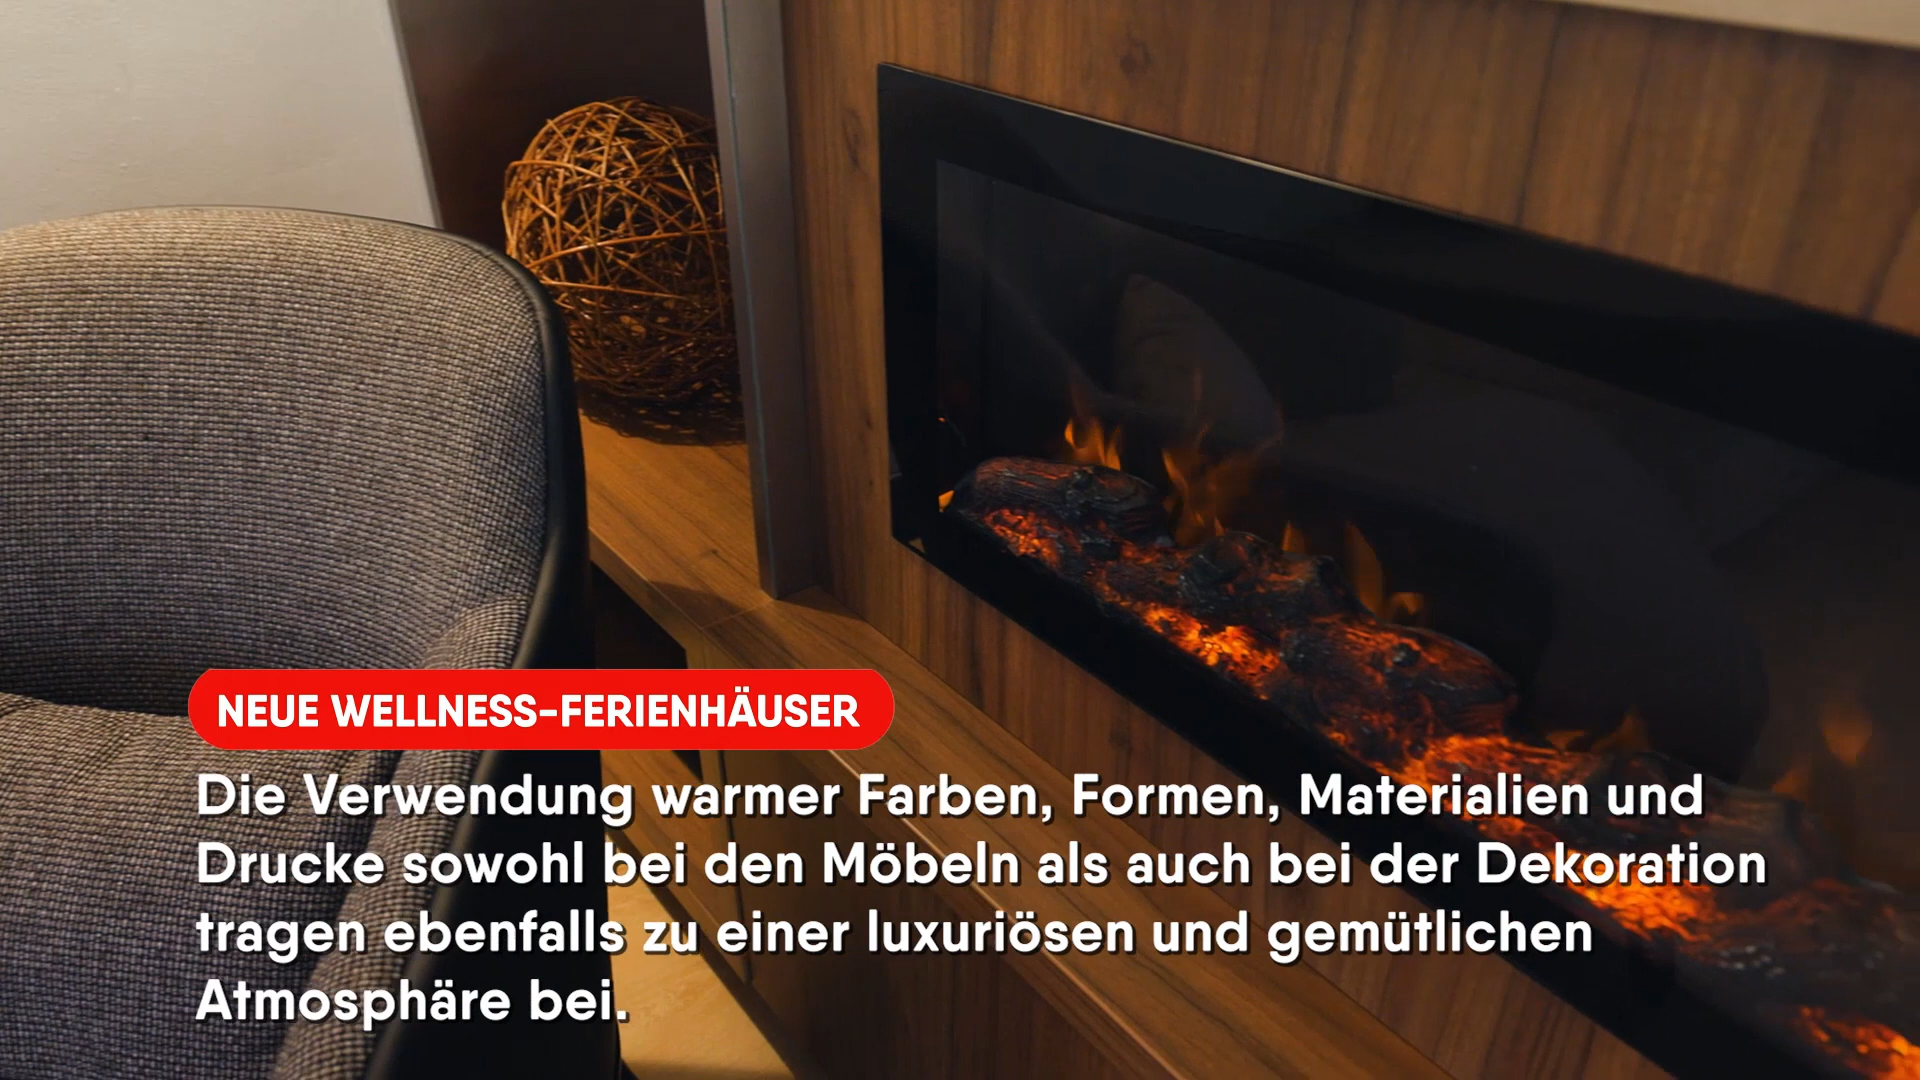 NEUE WELLNESS-FERIENHÄUSER
Die Verwendung warmer Farben, Formen, Materialien und
Drucke sowohl bei den Möbeln als auch bei der Dekoration
tragen ebenfalls zu einer luxuriösen und gemütlichen
Atmosphäre bei.